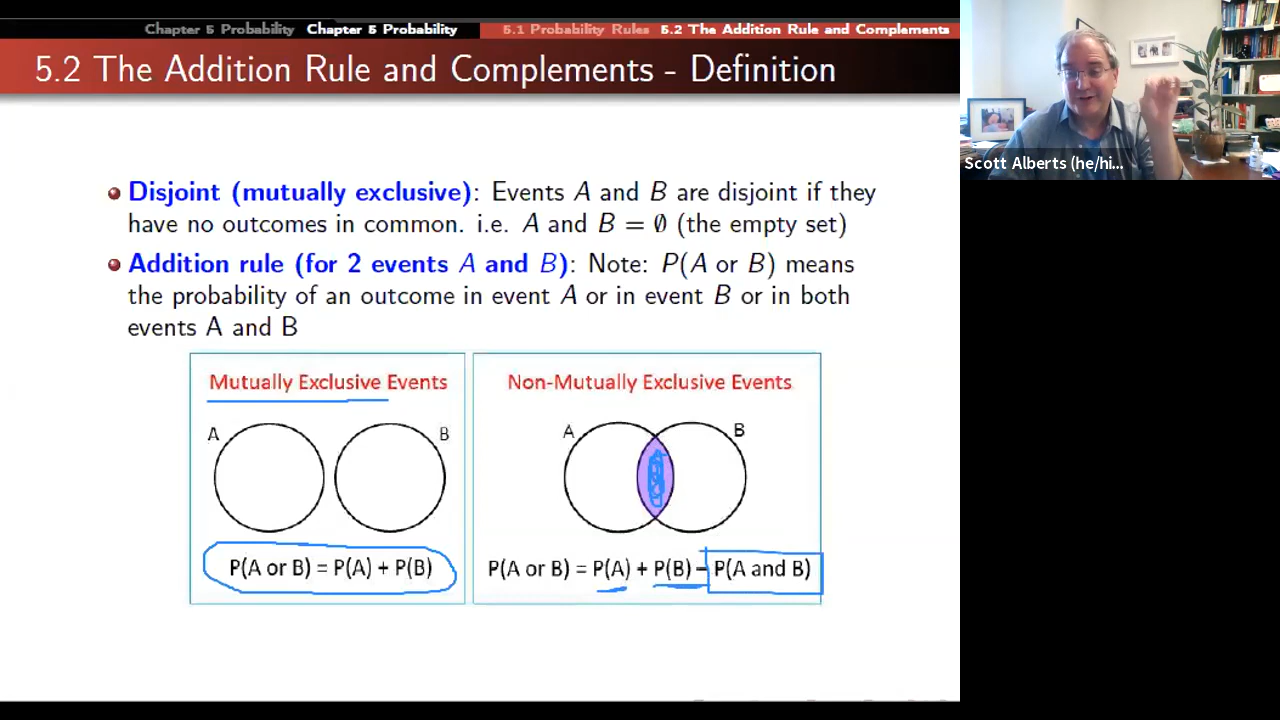 Chapter 5 Probability Chapter 5 Probability 5.1 Probability Rules 5.2 The Addition Rule and Complements
5.2 The Addition Rule and Complements - Definition
Scott Alberts (he/hi...
Disjoint (mutually exclusive): Events A and B are disjoint if they
have no outcomes in common. i.e. A and B = ∅ (the empty set)
Addition rule (for 2 events A and B): Note: P(A or B) means
the probability of an outcome in event A or in event B or in both
events A and B
Mutually Exclusive Events
A
B
P(A or B) = P(A) + P(B)
Non-Mutually Exclusive Events
A
B
P(A or B) = P(A) + P(B) – P(A and B)